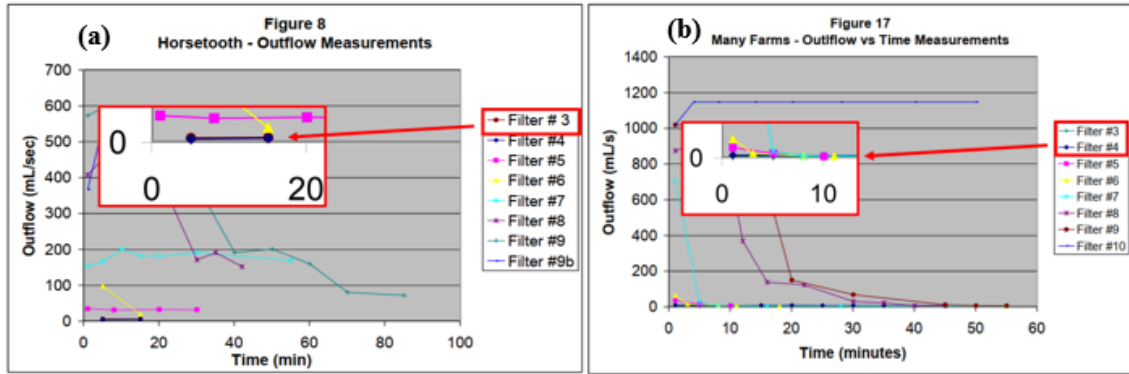 (a)
Figure 8
Horsetooth - Outflow Measurements
700
600
500
400
300
200
100
0
Outflow (mL/sec)
0
0
20
0
20
40
60
80
100
Time (min)
Filter # 3
Filter #4
Filter #5
Filter #6
Filter #7
Filter #8
Filter #9
Filter #9b
(b)
Figure 17
Many Farms - Outlflow vs Time Measurements
1400
1200
1000
800
600
400
200
0
Outflow (mL/s)
0
0
10
0
10
20
30
40
50
60
Time (minutes)
Filter #3
Filter #4
Filter #5
Filter #6
Filter #7
Filter #8
Filter #9
Filter #10